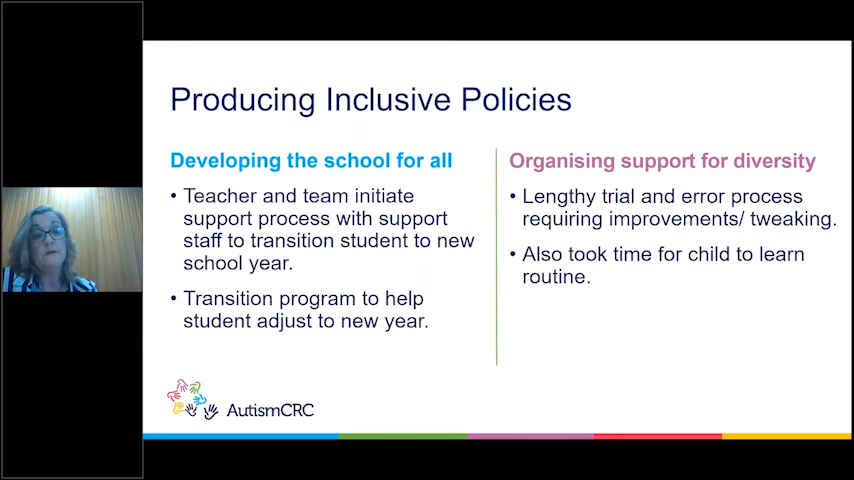 Producing Inclusive Policies
Developing the school for all
• Teacher and team initiate
support process with support
staff to transition student to new
school year.
• Transition program to help
student adjust to new year.
Organising support for diversity
• Lengthy trial and error process
requiring improvements/ tweaking.
• Also took time for child to learn
routine.
AutismCRC